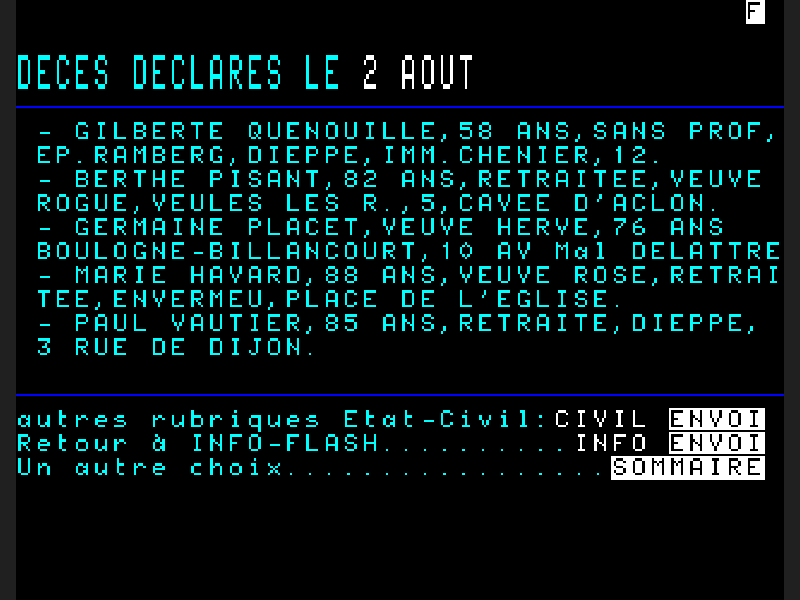 F
DECES DECLARES LE 2 AOUT
- GILBERTE QUENOUILLE,58 ANS,SANS PROF,
EP.RAMBERG,DIEPPE,IMM.CHENIER,12.
- BERTHE PISANT,82 ANS,RETRAITEE,VEUVE
ROGUE,VEULES LES R.,5,CAVEE D'ACLON.
- GERMAINE PLACET,VEUVE HERVE,76 ANS
BOULOGNE-BILLANCOURT,10 AV Mal DELATTRE
- MARIE HAVARD,88 ANS,VEUVE ROSE,RETRAI
TEE,ENVERMEU,PLACE DE L'EGLISE.
- PAUL VAUTIER,85 ANS,RETRAITE,DIEPPE,
3 RUE DE DIJON.
autres rubriques Etat-Civil:CIVIL ENVOI
Retour à INFO-FLASH..........INFO ENVOI
Un autre choix.................SOMMAIRE